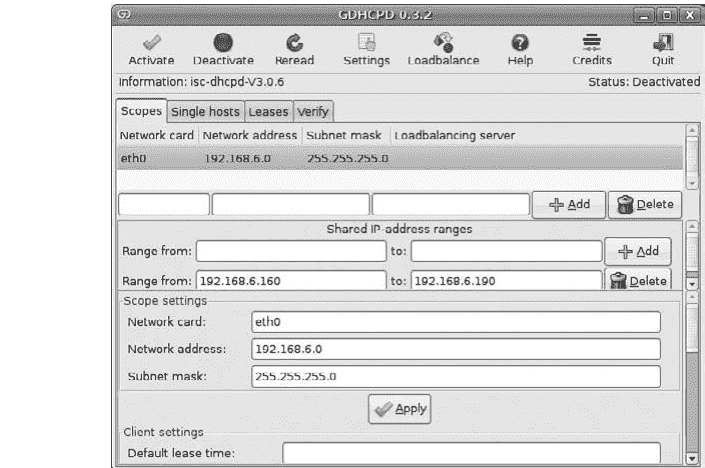 GDHCPD 0.3.2
Activate Deactivate Reread Settings Loadbalance Help Credits Quit
Information: isc-dhcpd-V3.0.6 Status: Deactivated
Scopes Single hosts Leases Verify
Network card Network address Subnet mask Loadbalancing server
eth0 192.168.6.0 255.255.255.0
Add Delete
Shared IP-address ranges
Range from: to: Add
Range from: 192.168.6.160 to: 192.168.6.190 Delete
Scope settings
Network card: eth0
Network address: 192.168.6.0
Subnet mask: 255.255.255.0
Apply
Client settings
Default lease time: